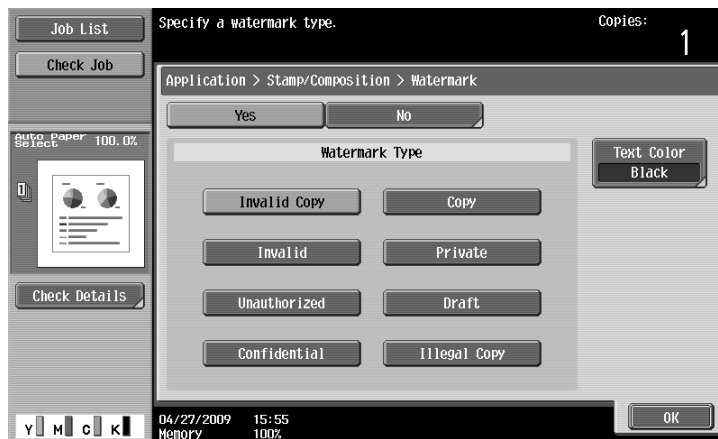 Job List
Check Job
Specify a watermark type.
Copies:
1
Application > Stamp/Composition > Watermark
Yes
No
Auto Paper Select
100.0%
1
Watermark Type
Text Color
Black
Invalid Copy
Copy
Invalid
Private
Unauthorized
Draft
Confidential
Illegal Copy
Check Details
Y M C K
04/27/2009 15:55
Memory 100%
OK